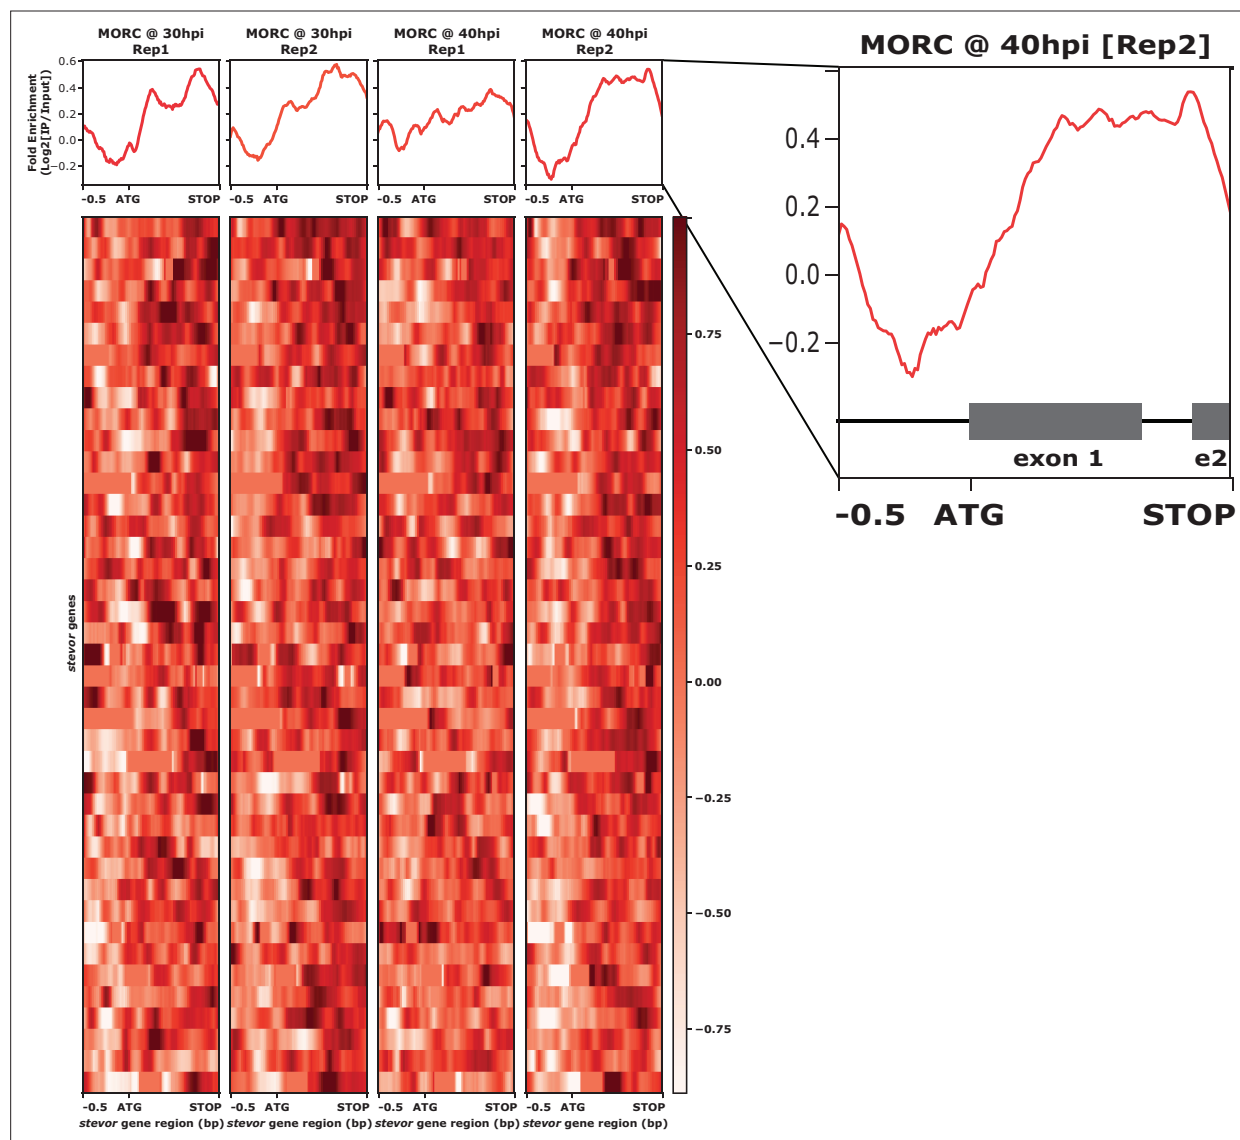 MORC @ 30hpi
Rep1
MORC @ 30hpi
Rep2
MORC @ 40hpi
Rep1
MORC @ 40hpi
Rep2
MORC @ 40hpi [Rep2]
Fold Enrichment
(Log2[IP/Input])
0.6
0.4
0.2
0.0
−0.2
-0.5 ATG STOP
-0.5 ATG STOP
-0.5 ATG STOP
-0.5 ATG STOP
0.4
0.2
0.0
−0.2
exon 1
e2
-0.5 ATG STOP
stevor genes
0.75
0.50
0.25
0.00
−0.25
−0.50
−0.75
-0.5 ATG STOP
-0.5 ATG STOP
-0.5 ATG STOP
-0.5 ATG STOP
stevor gene region (bp)
stevor gene region (bp)
stevor gene region (bp)
stevor gene region (bp)